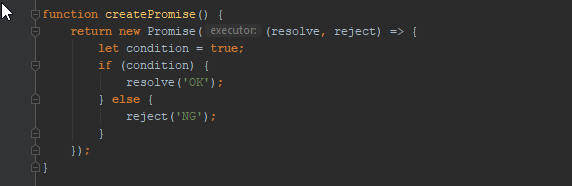 function createPromise() {
    return new Promise( executor: (resolve, reject) => {
        let condition = true;
        if (condition) {
            resolve('OK');
        } else {
            reject('NG');
        }
    });
}